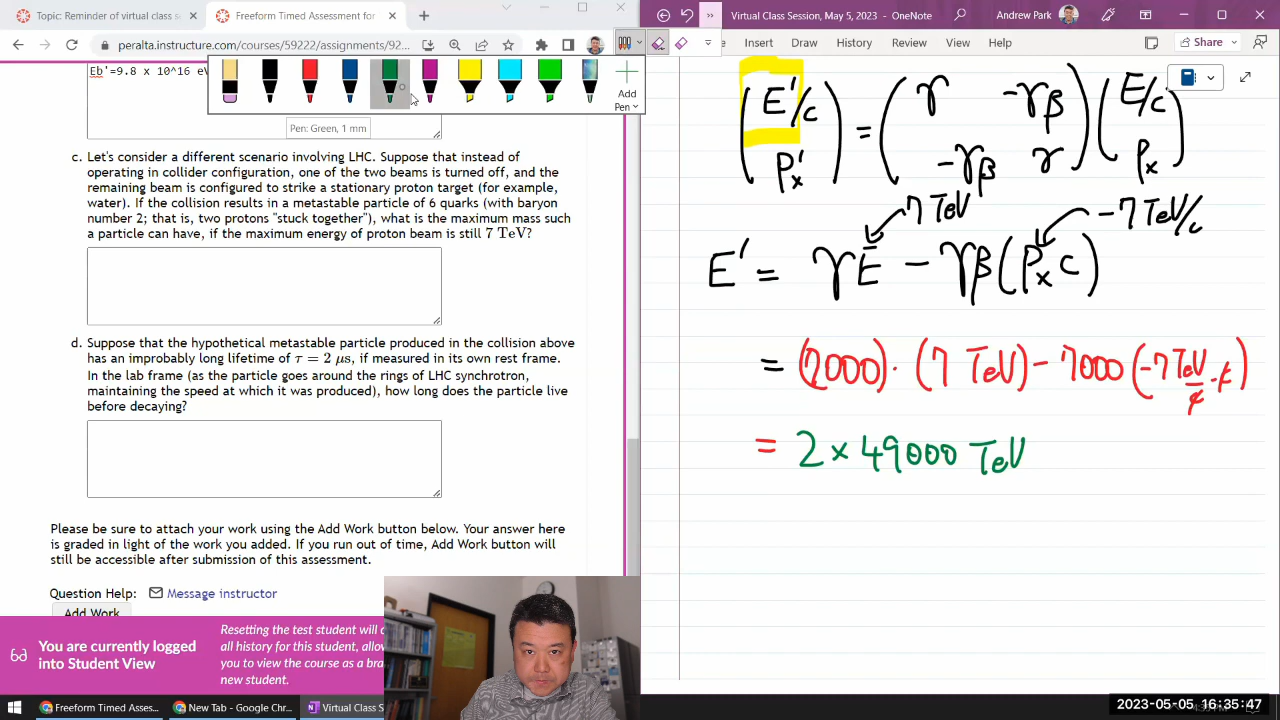 Topic: Reminder of virtual class s
Freeform Timed Assessment for
Virtual Class Session, May 5, 2023 - OneNote
Andrew Park
peralta.instructure.com/courses/59222/assignments/92...
Insert
Draw
History
Review
View
Help
Share
Add
Pen
Pen: Green, 1 mm
Eb'=9.8 x 10^16 eV
c. Let's consider a different scenario involving LHC. Suppose that instead of
operating in collider configuration, one of the two beams is turned off, and the
remaining beam is configured to strike a stationary proton target (for example,
water). If the collision results in a metastable particle of 6 quarks (with baryon
number 2; that is, two protons "stuck together"), what is the maximum mass such
a particle can have, if the maximum energy of proton beam is still 7 TeV?
d. Suppose that the hypothetical metastable particle produced in the collision above
has an improbably long lifetime of τ = 2 μs, if measured in its own rest frame.
In the lab frame (as the particle goes around the rings of LHC synchrotron,
maintaining the speed at which it was produced), how long does the particle live
before decaying?
Please be sure to attach your work using the Add Work button below. Your answer here
is graded in light of the work you added. If you run out of time, Add Work button will
still be accessible after submission of this assessment.
Question Help: Message instructor
Add Work
You are currently logged
into Student View
Resetting the test student will
all history for this student, allow
you to view the course as a bra
new student.
(E'/c Px') = (γ -γβ -γβ γ) (E/c Px)
7 TeV
-7 TeV/c
E' = γE - γβ(Pxc)
= (7000) · (7 TeV) - 7000 (-7 TeV/c · c)
= 2 × 49000 TeV
Freeform Timed Asses...
New Tab - Google Chr...
Virtual Class Session,
2023-05-05 16:35:47